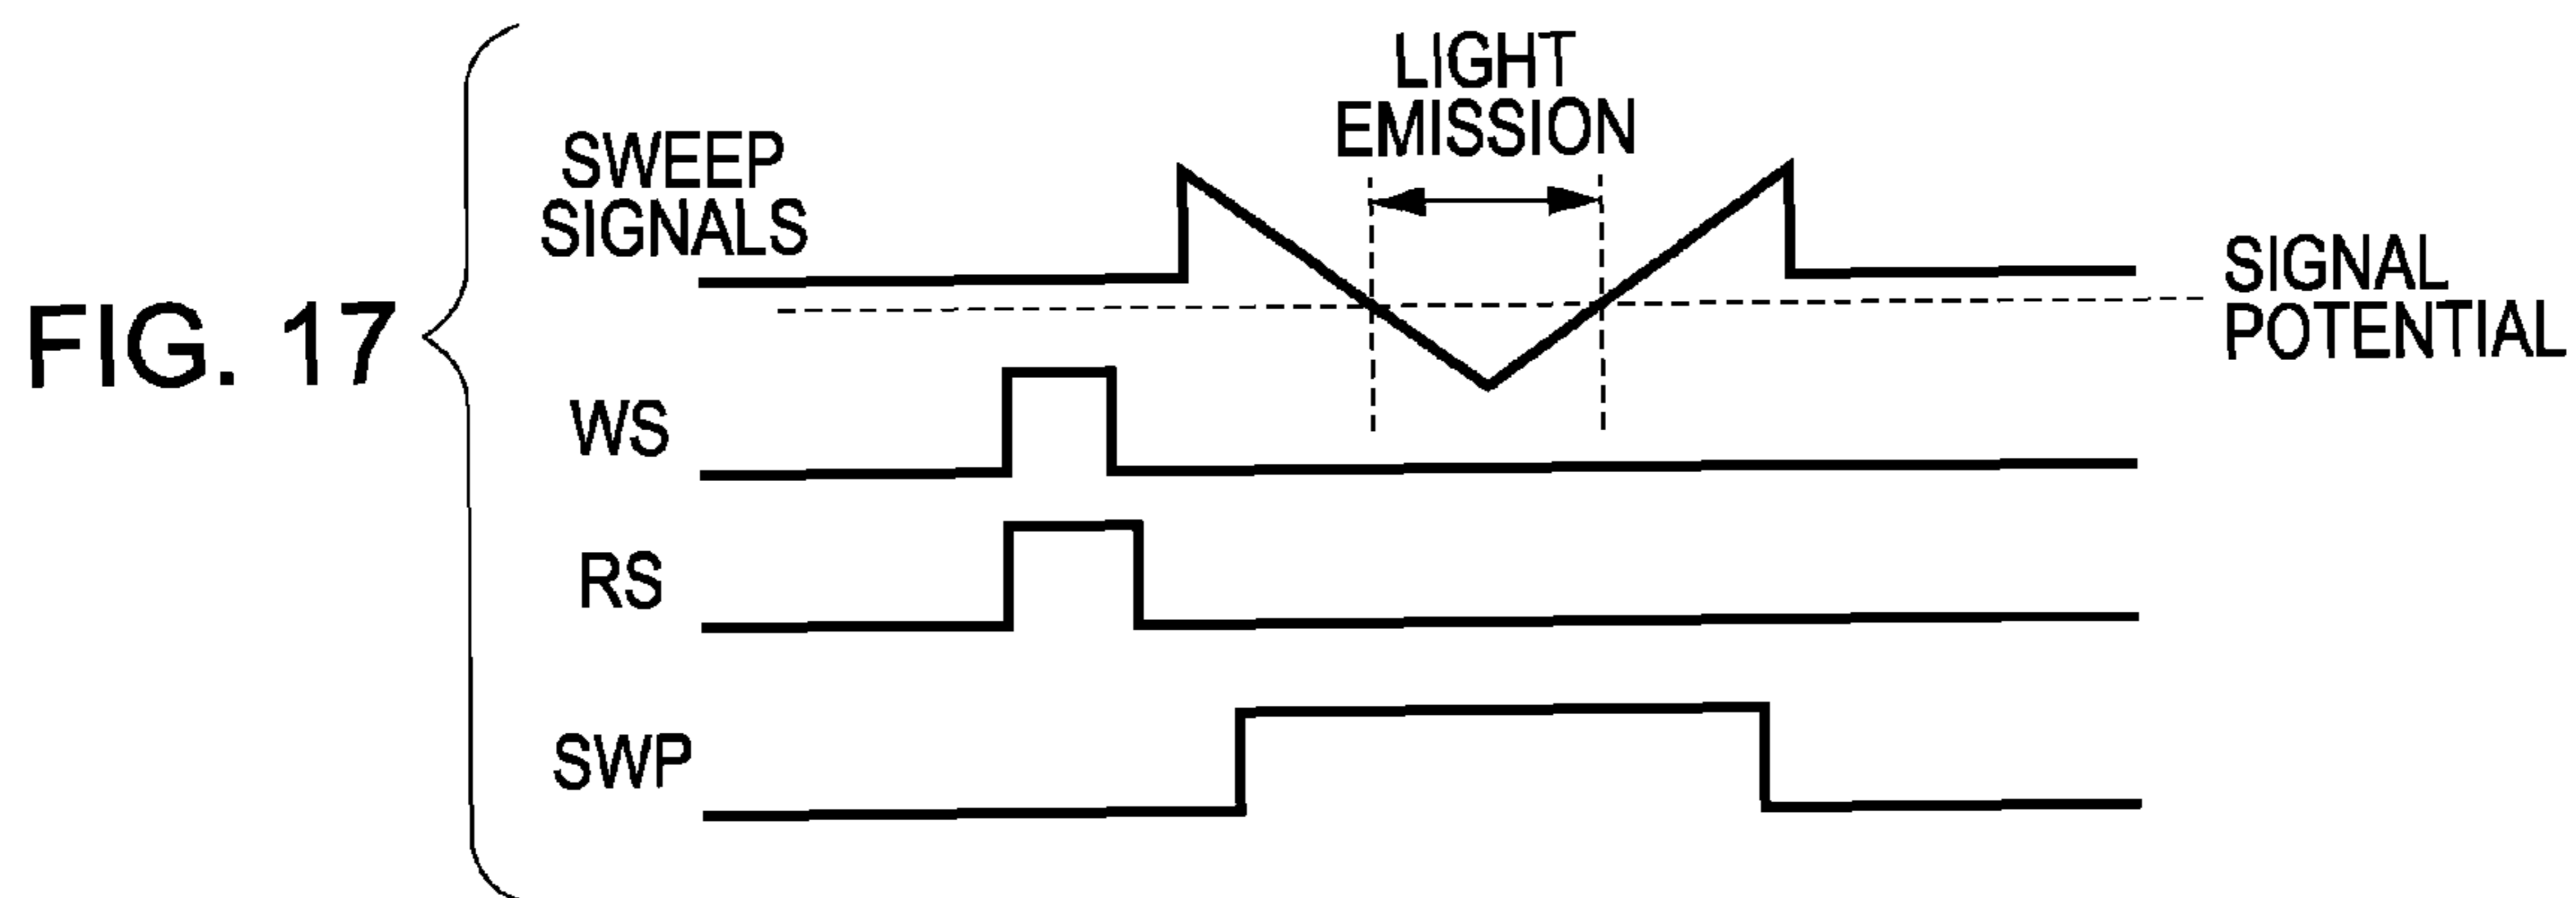 FIG. 17
SWEEP
SIGNALS
LIGHT
EMISSION
SIGNAL
POTENTIAL
WS
RS
SWP